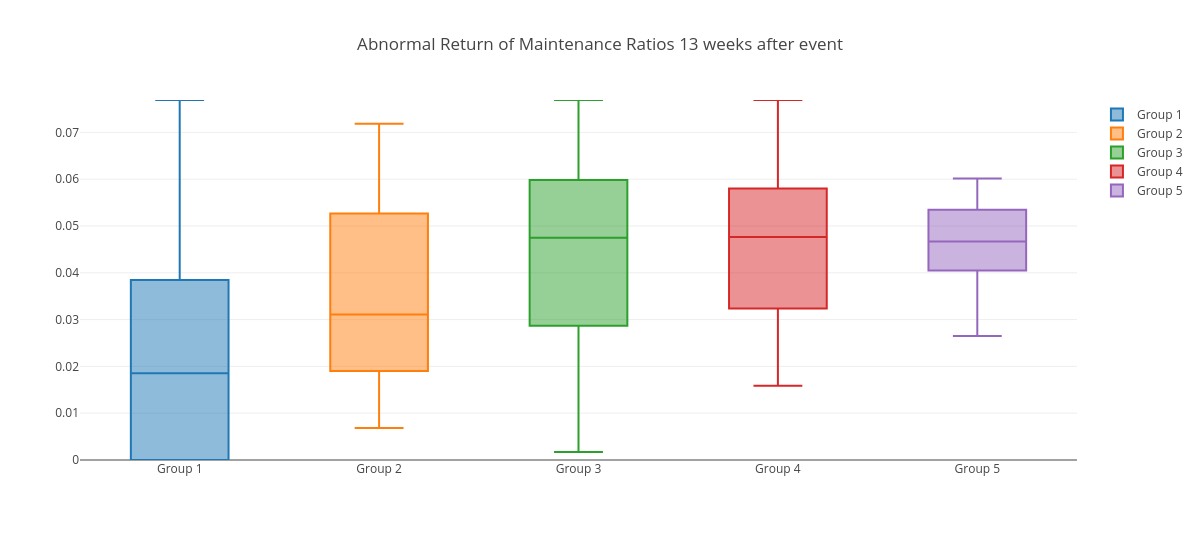 Abnormal Return of Maintenance Ratios 13 weeks after event
0.07
0.06
0.05
0.04
0.03
0.02
0.01
0
Group 1
Group 2
Group 3
Group 4
Group 5
Group 1
Group 2
Group 3
Group 4
Group 5